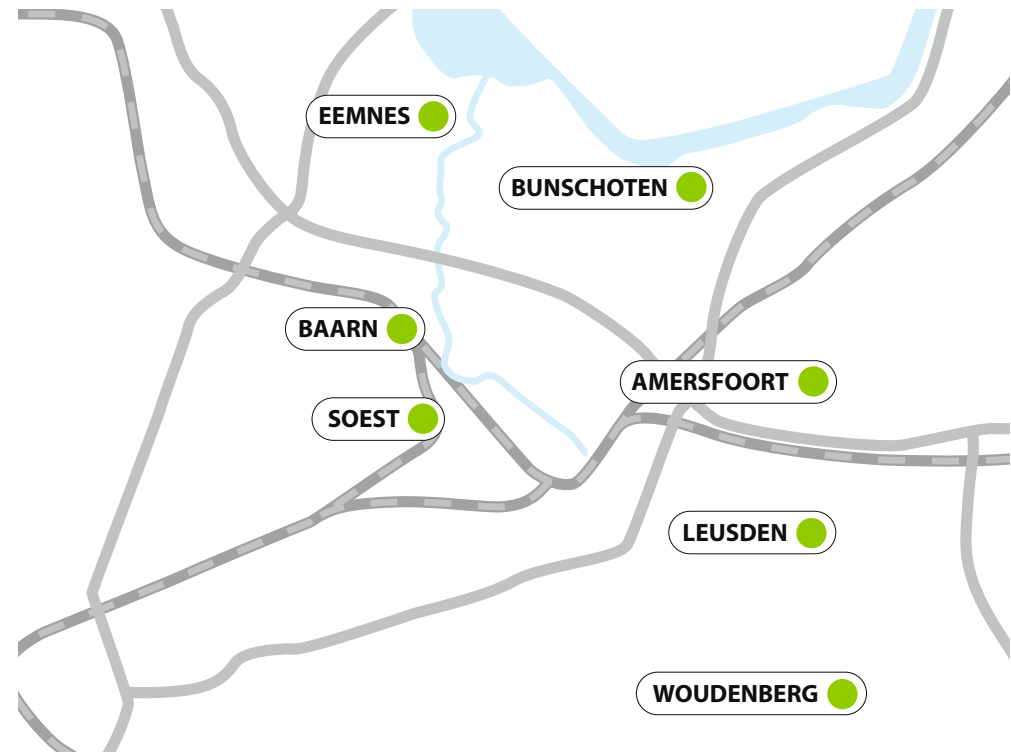 EEMNES
BUNSCHOTEN
BAARN
AMERSFOORT
SOEST
LEUSDEN
WOUDENBERG